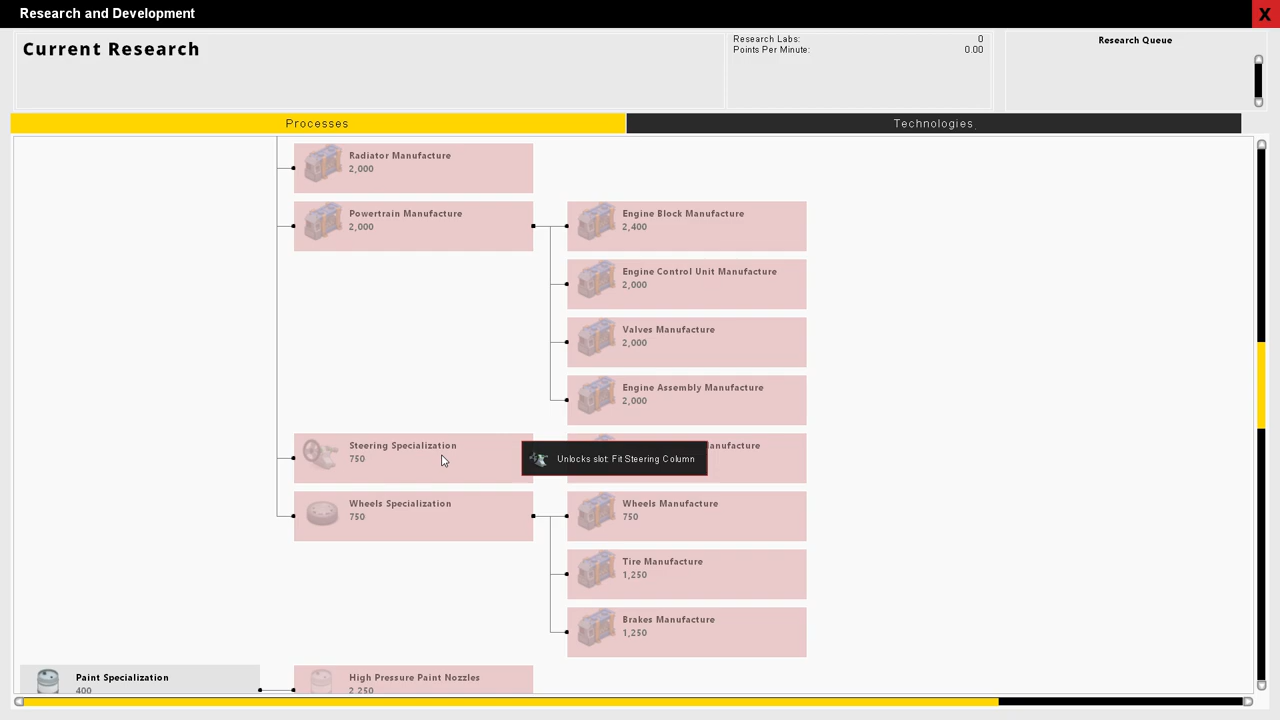 Research and Development
X
Current Research
Research Labs: 0
Points Per Minute: 0.00
Research Queue
Processes
Technologies
Radiator Manufacture
2,000
Powertrain Manufacture
2,000
Engine Block Manufacture
2,400
Engine Control Unit Manufacture
2,000
Valves Manufacture
2,000
Engine Assembly Manufacture
2,000
Steering Specialization
750
Unlocks slot: Fit Steering Column
Manufacture
Wheels Specialization
750
Wheels Manufacture
750
Tire Manufacture
1,250
Brakes Manufacture
1,250
Paint Specialization
400
High Pressure Paint Nozzles
2,250